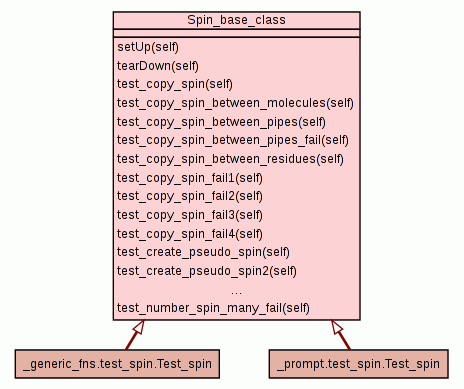 Spin_base_class
setUp(self)
tearDown(self)
test_copy_spin(self)
test_copy_spin_between_molecules(self)
test_copy_spin_between_pipes(self)
test_copy_spin_between_pipes_fail(self)
test_copy_spin_between_residues(self)
test_copy_spin_fail1(self)
test_copy_spin_fail2(self)
test_copy_spin_fail3(self)
test_copy_spin_fail4(self)
test_create_pseudo_spin(self)
test_create_pseudo_spin2(self)
...
test_number_spin_many_fail(self)
_generic_fns.test_spin.Test_spin
_prompt.test_spin.Test_spin